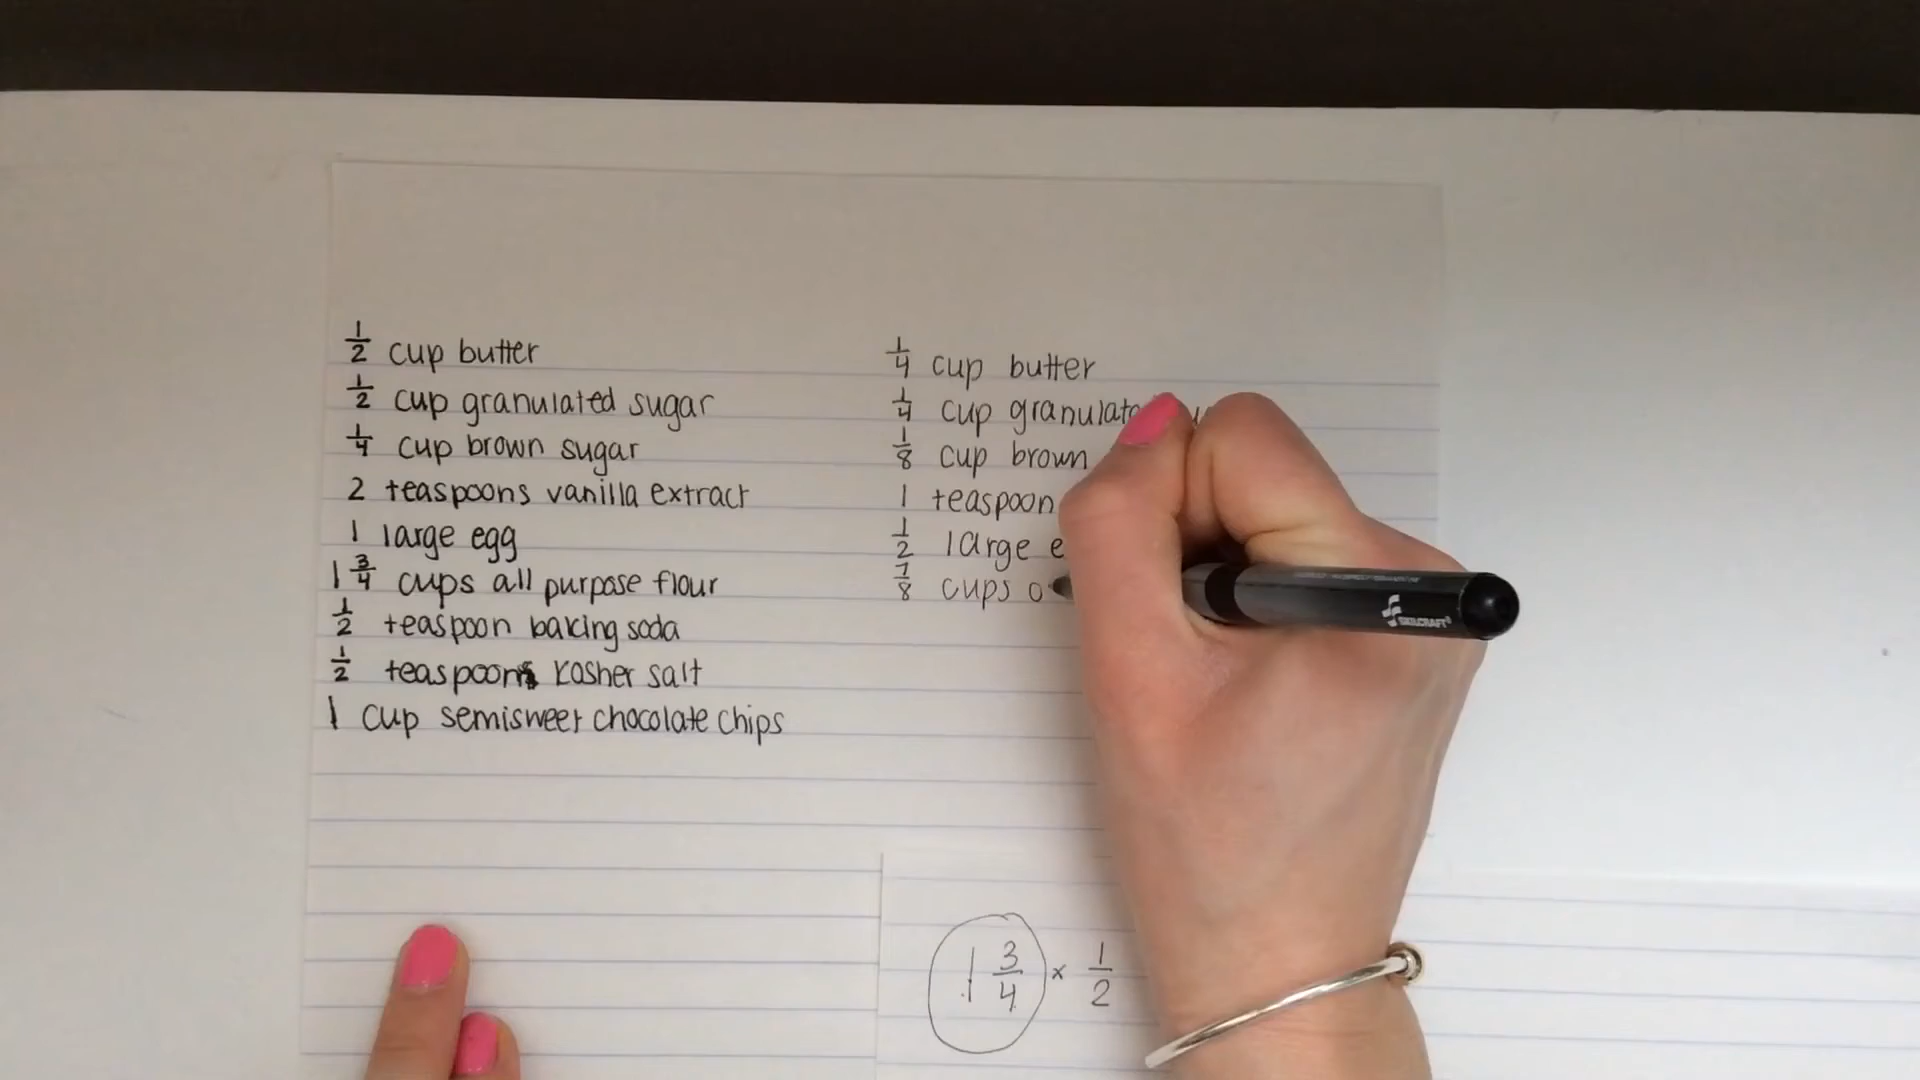 1/2 cup butter
1/2 cup granulated sugar
1/4 cup brown sugar
2 teaspoons vanilla extract
1 large egg
1 3/4 cups all purpose flour
1/2 teaspoon baking soda
1/2 teaspoons kosher salt
1 cup semisweet chocolate chips
1/4 cup butter
1/4 cup granulate
1/8 cup brown
1 teaspoon
1/2 large e
7/8 cups a
SKILCRAFT
1 3/4 x 1/2